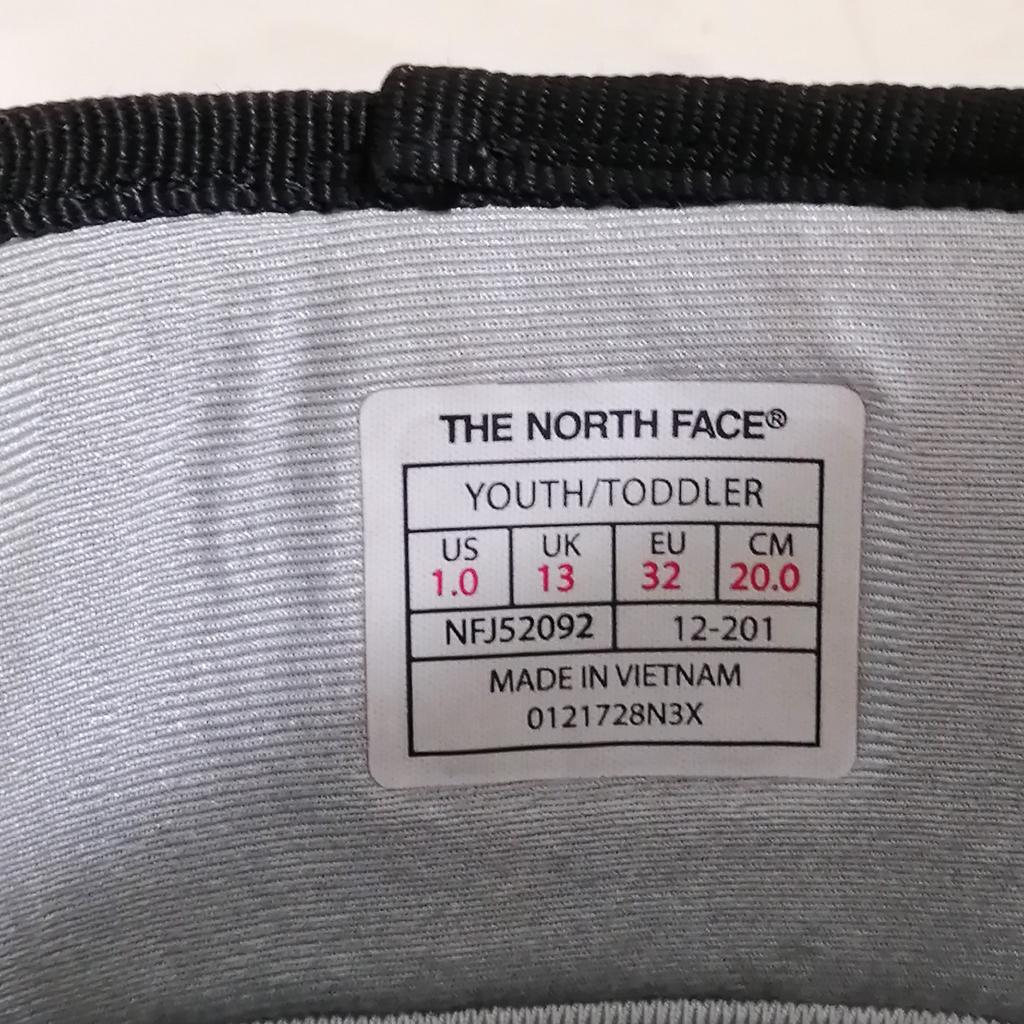 THE NORTH FACE®
YOUTH/TODDLER
US UK EU CM
1.0 13 32 20.0
NFJ52092 12-201
MADE IN VIETNAM
0121728N3X